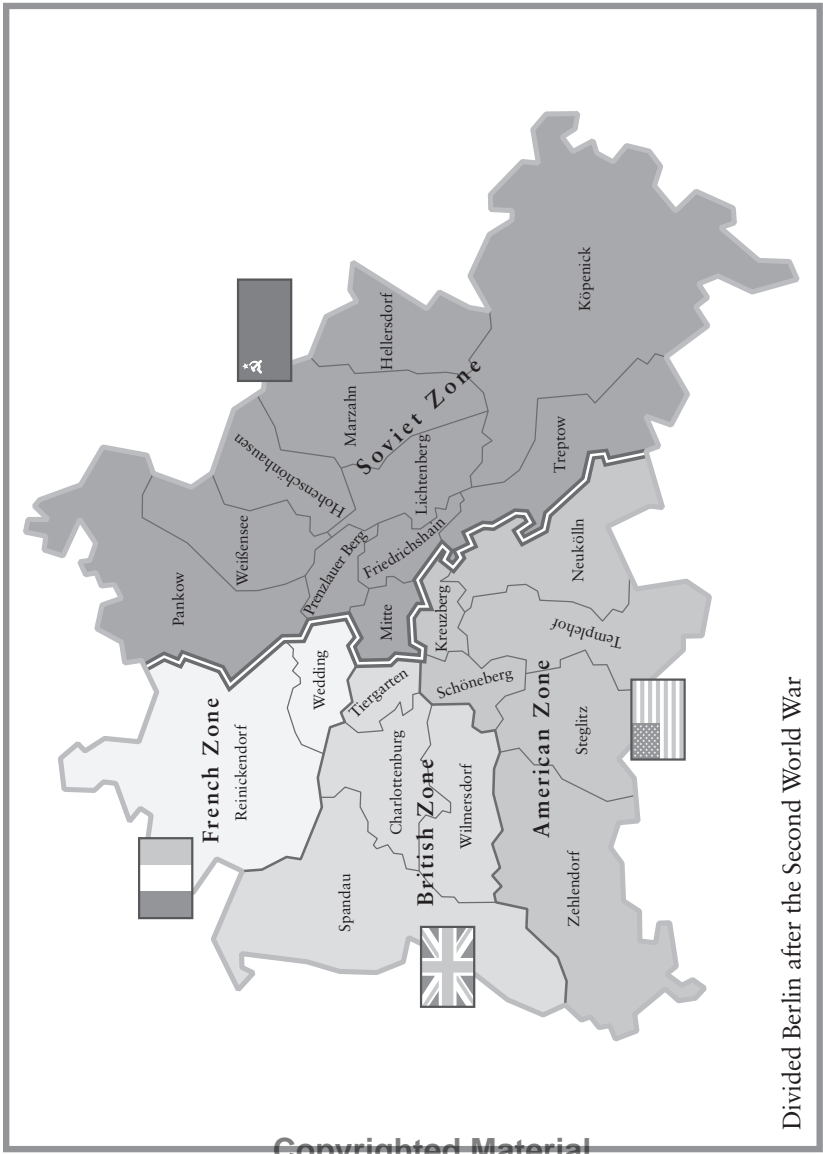 French Zone
Reinickendorf
Wedding
Pankow
Weißensee
Hohenschönhausen
Prenzlauer Berg
Mitte
Friedrichshain
Marzahn
Hellersdorf
Soviet Zone
Lichtenberg
Treptow
Köpenick
Spandau
Charlottenburg
Tiergarten
British Zone
Wilmersdorf
Kreuzberg
Schöneberg
American Zone
Zehlendorf
Steglitz
Templehof
Neukölln
Divided Berlin after the Second World War
Copyrighted Material